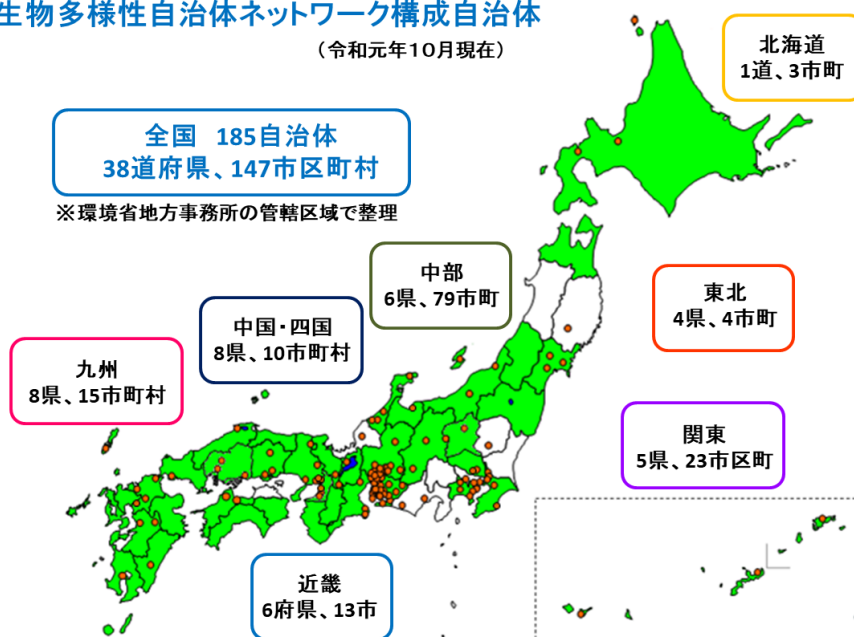 生物多様性自治体ネットワーク構成自治体
（令和元年10月現在）
北海道
1道、3市町
全国 185自治体
38道府県、147市区町村
※環境省地方事務所の管轄区域で整理
中部
6県、79市町
東北
4県、4市町
中国・四国
8県、10市町村
九州
8県、15市町村
関東
5県、23市区町
近畿
6府県、13市